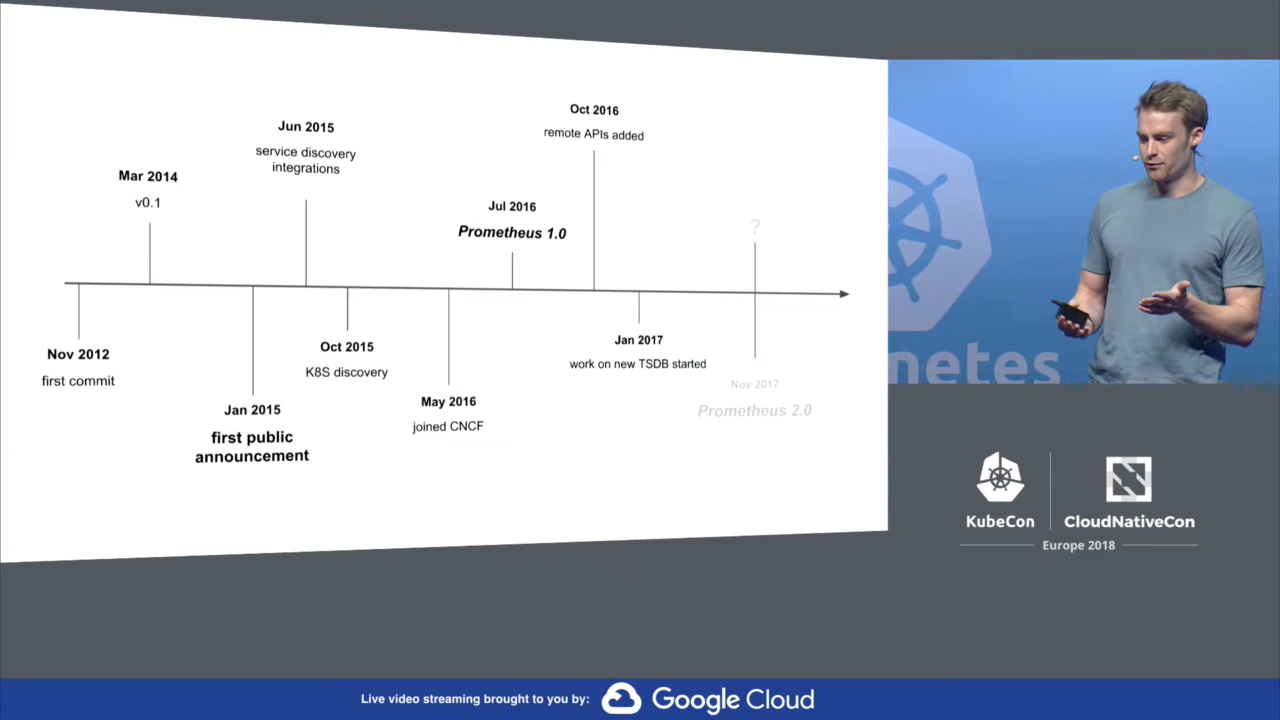 Oct 2016
remote APIs added
Jun 2015
service discovery
integrations
Mar 2014
v0.1
Jul 2016
Prometheus 1.0
?
Nov 2012
first commit
Jan 2015
first public
announcement
Oct 2015
K8S discovery
May 2016
joined CNCF
Jan 2017
work on new TSDB started
Nov 2017
Prometheus 2.0
netes
KubeCon
CloudNativeCon
Europe 2018
Live video streaming brought to you by:
Google Cloud